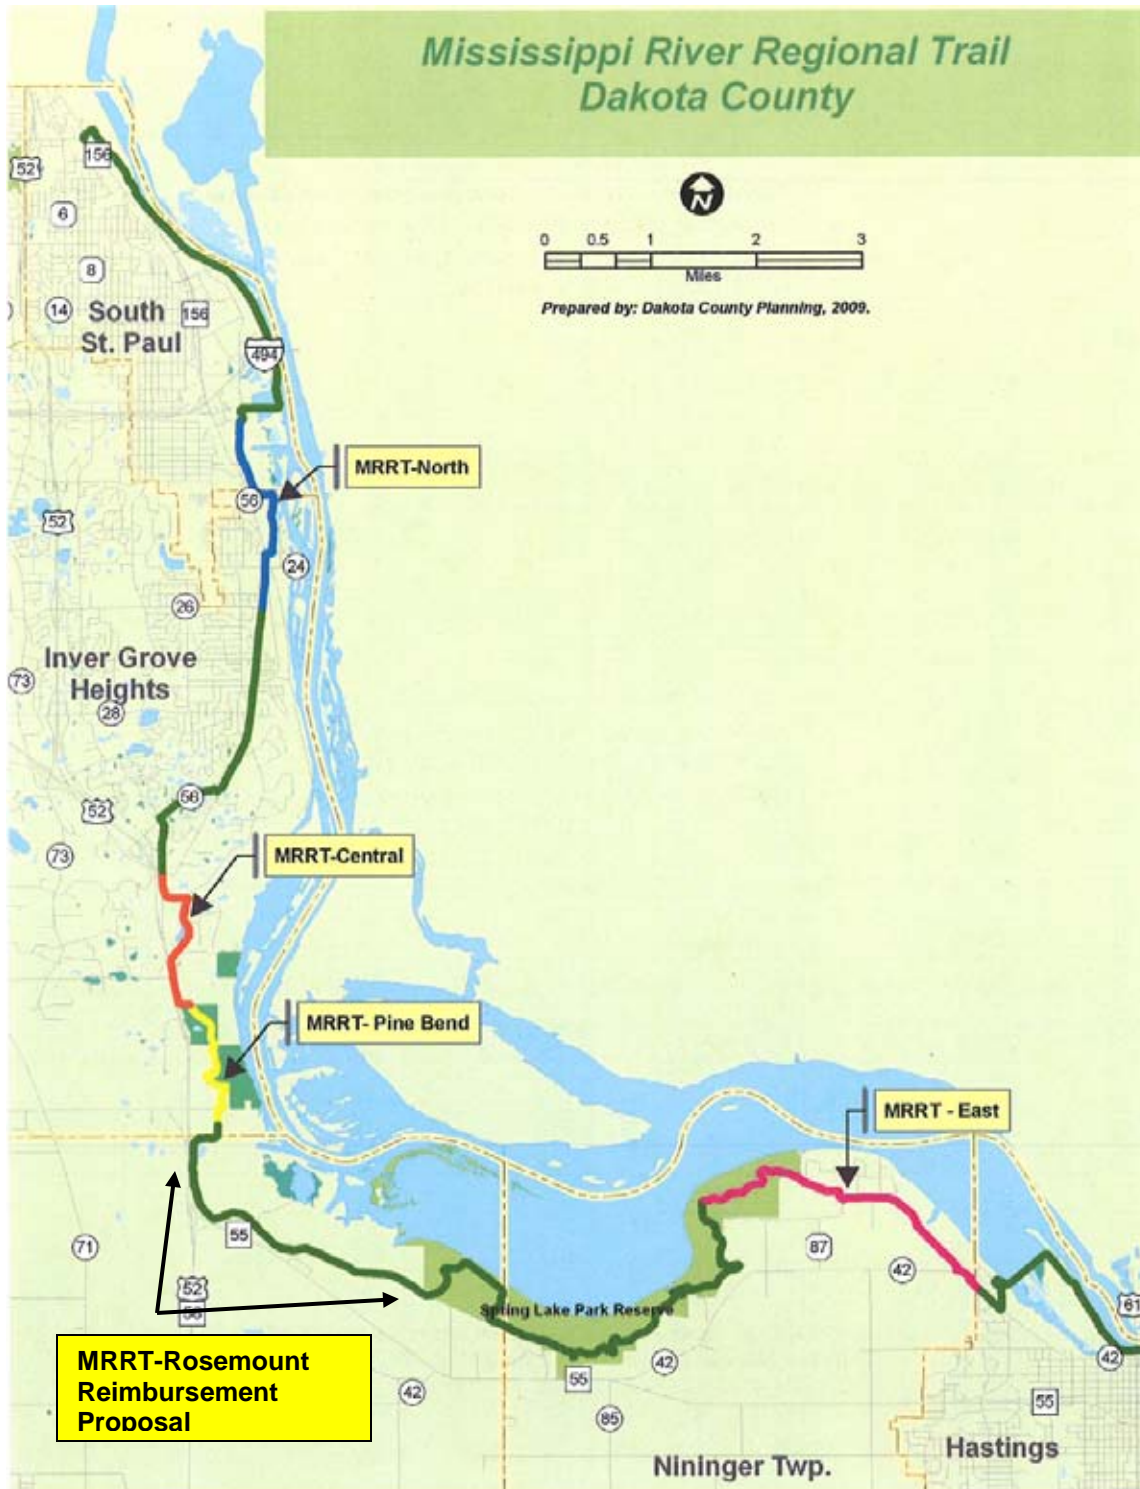 Mississippi River Regional Trail
Dakota County
N
0 0.5 1 2 3
Miles
Prepared by: Dakota County Planning, 2009.
156
52
6
8
14
156
South
St. Paul
494
MRRT-North
56
52
24
26
Inver Grove
Heights
73
28
56
52
73
MRRT-Central
MRRT- Pine Bend
MRRT - East
71
55
87
42
52
56
Spring Lake Park Reserve
61
MRRT-Rosemount
Reimbursement
Proposal
42
55
42
42
85
55
Hastings
Nininger Twp.